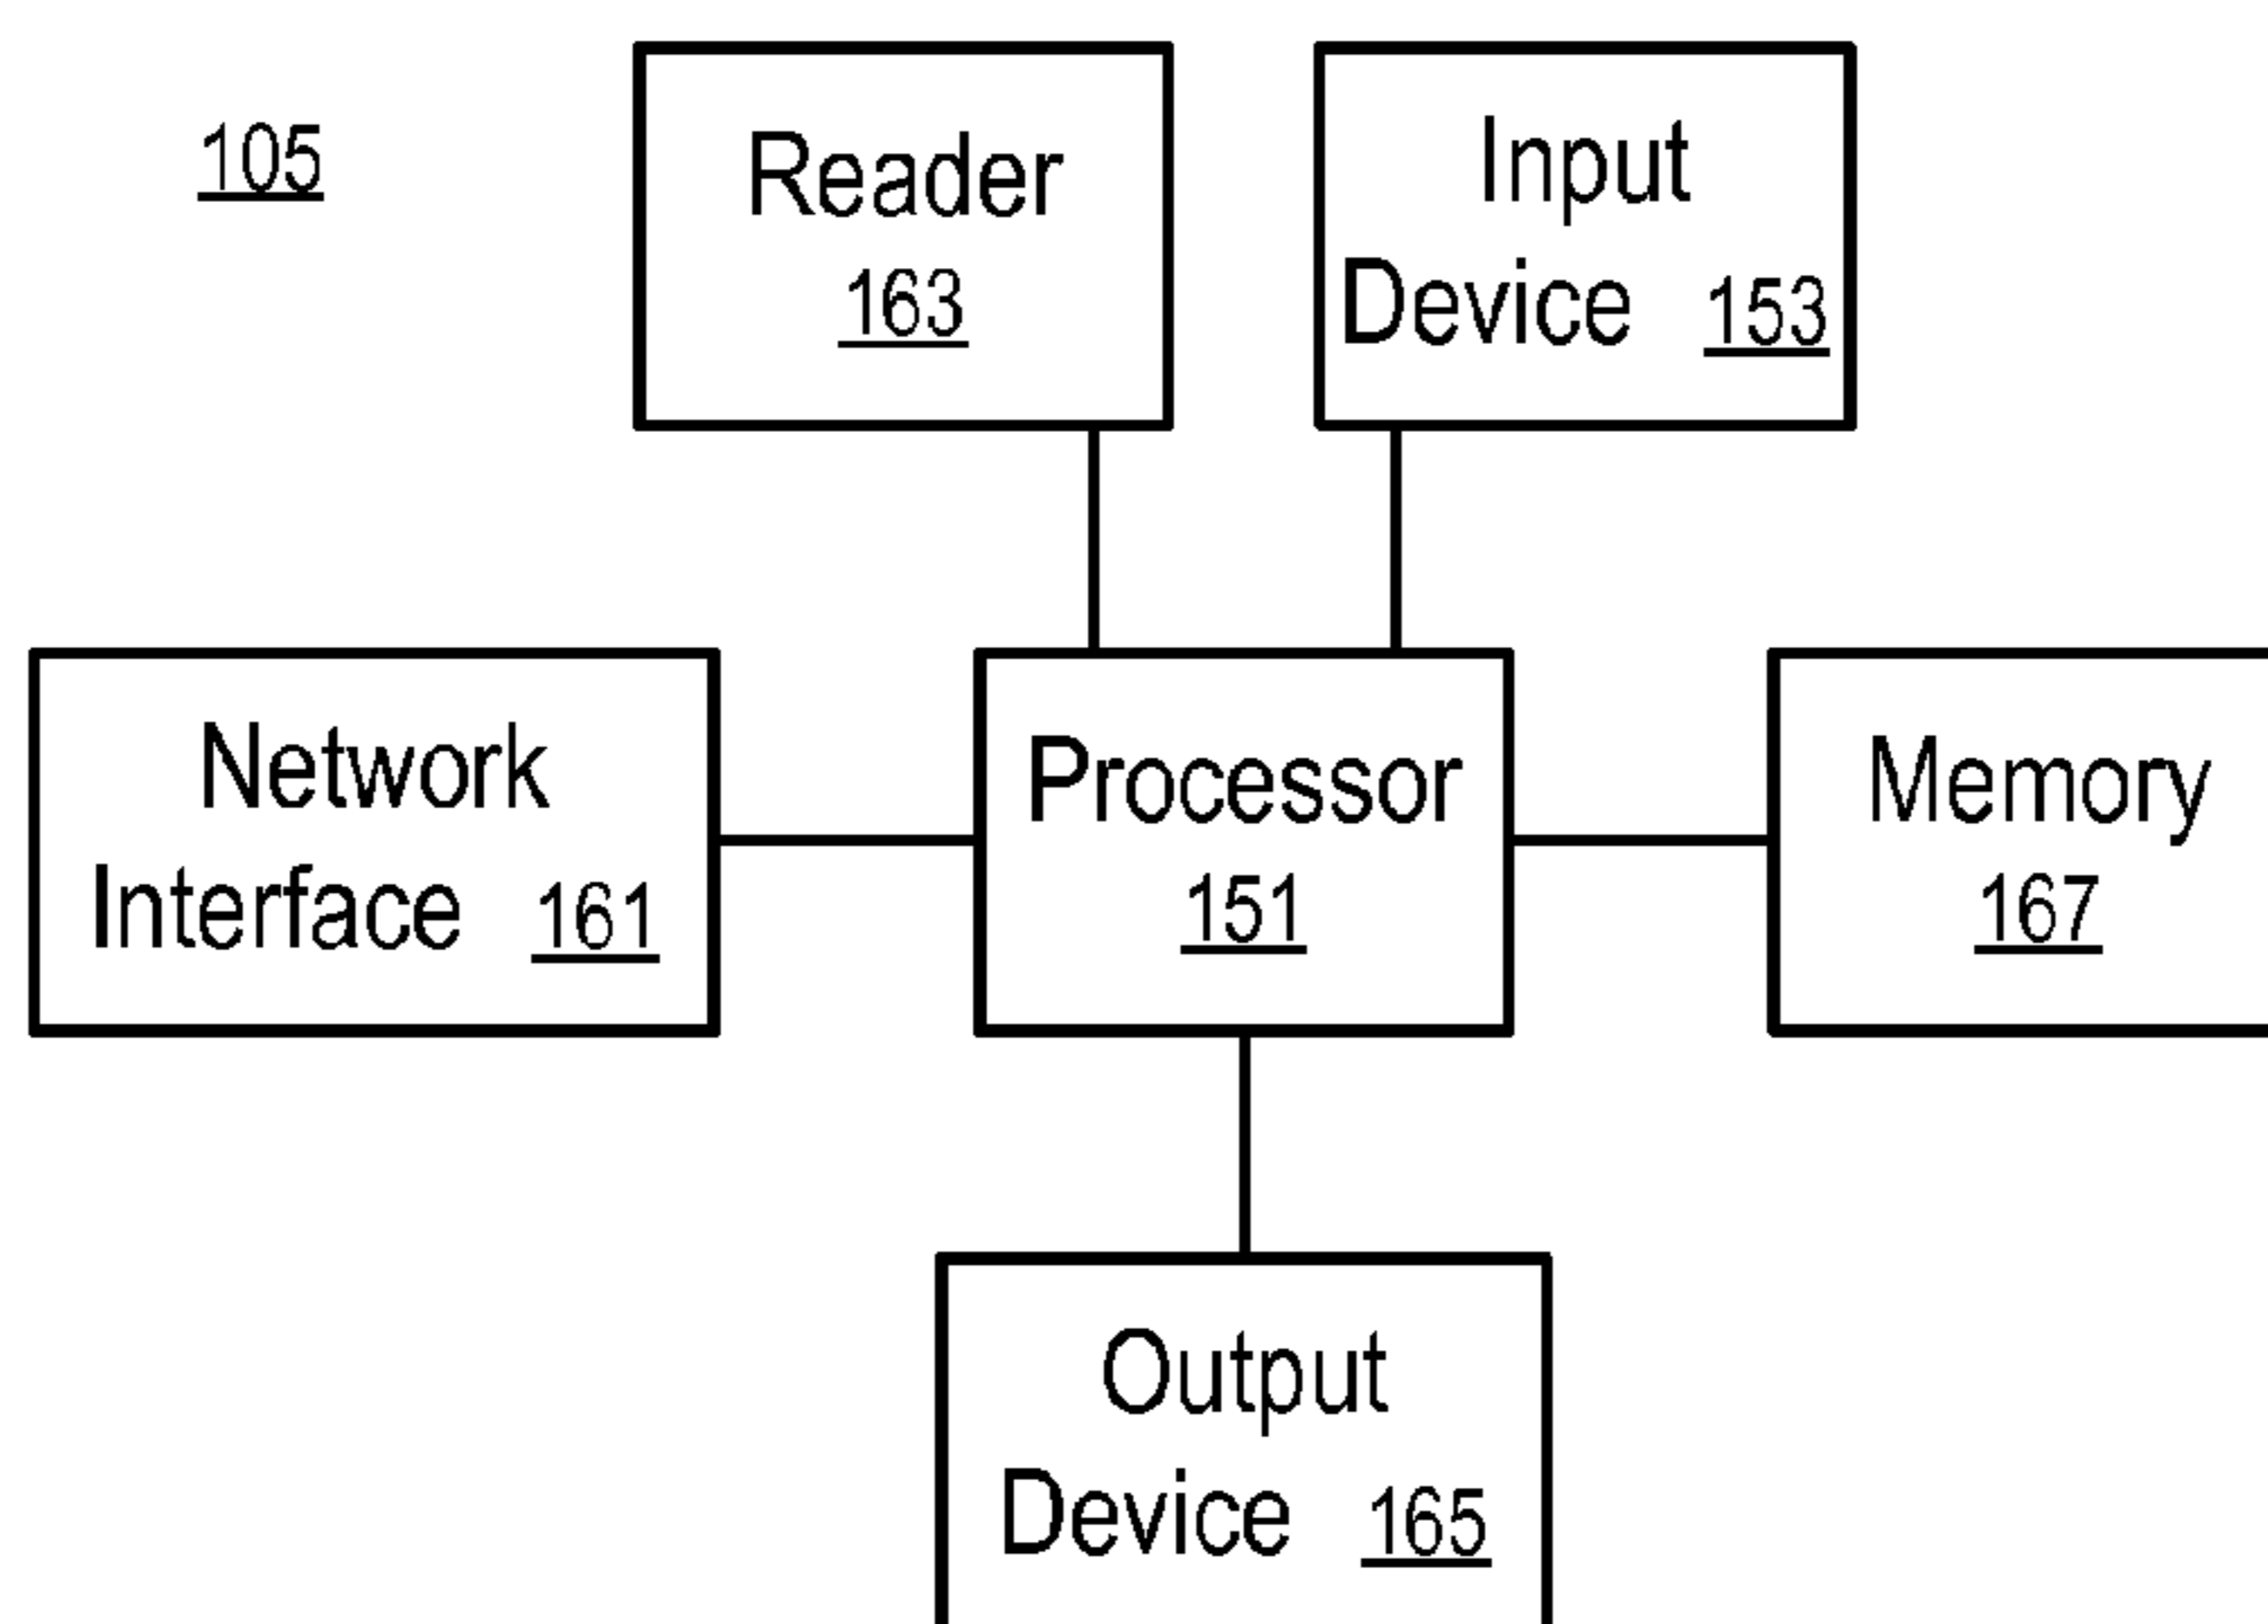 105
Reader
163
Input
Device 153
Network
Interface 161
Processor
151
Memory
167
Output
Device 165